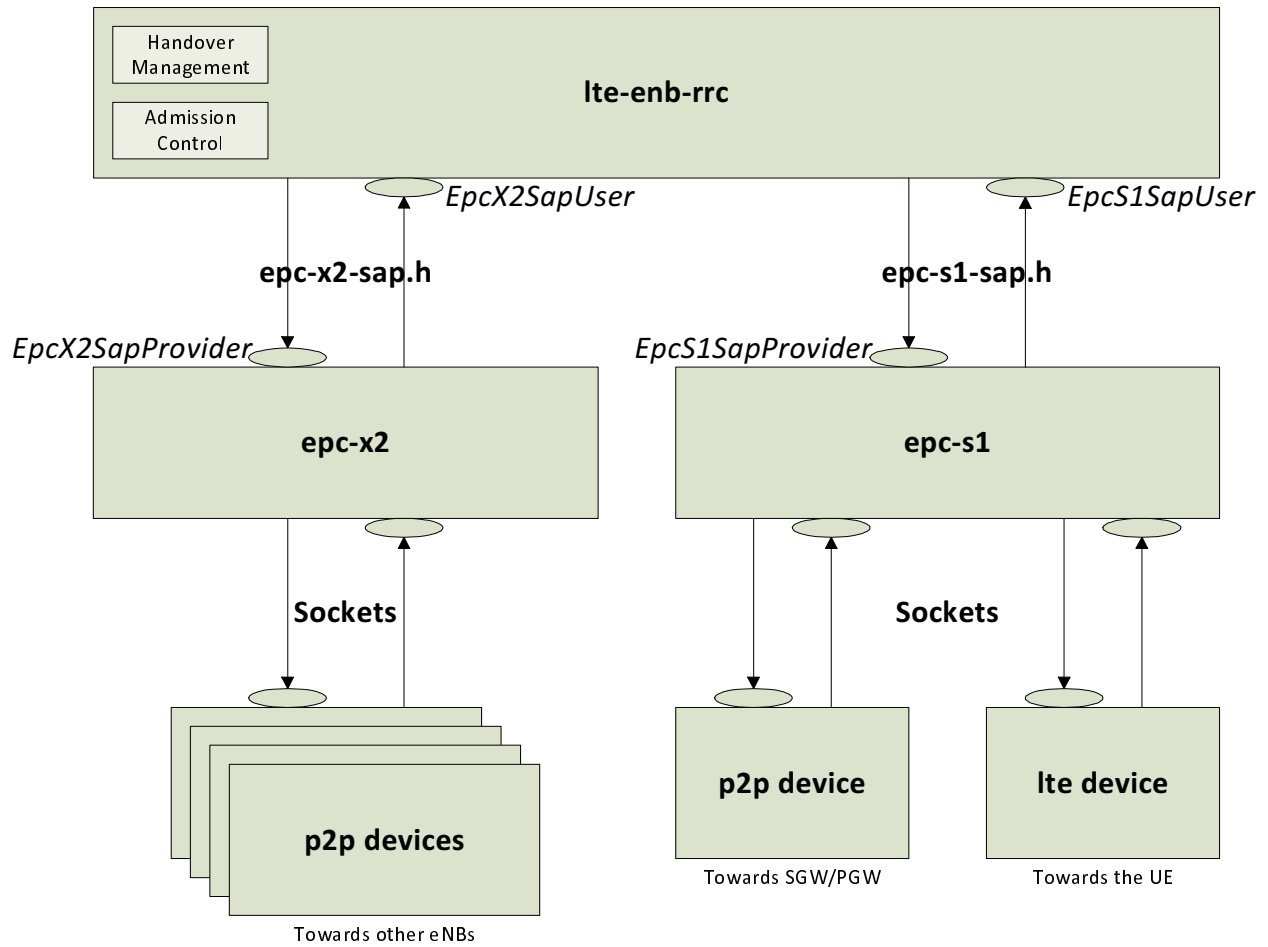 Handover
Management
lte-enb-rrc
Admission
Control
EpcX2SapUser
EpcS1SapUser
epc-x2-sap.h
epc-s1-sap.h
EpcX2SapProvider
EpcS1SapProvider
epc-x2
epc-s1
Sockets
Sockets
p2p device
lte device
p2p devices
Towards SGW/PGW
Towards the UE
Towards other eNBs